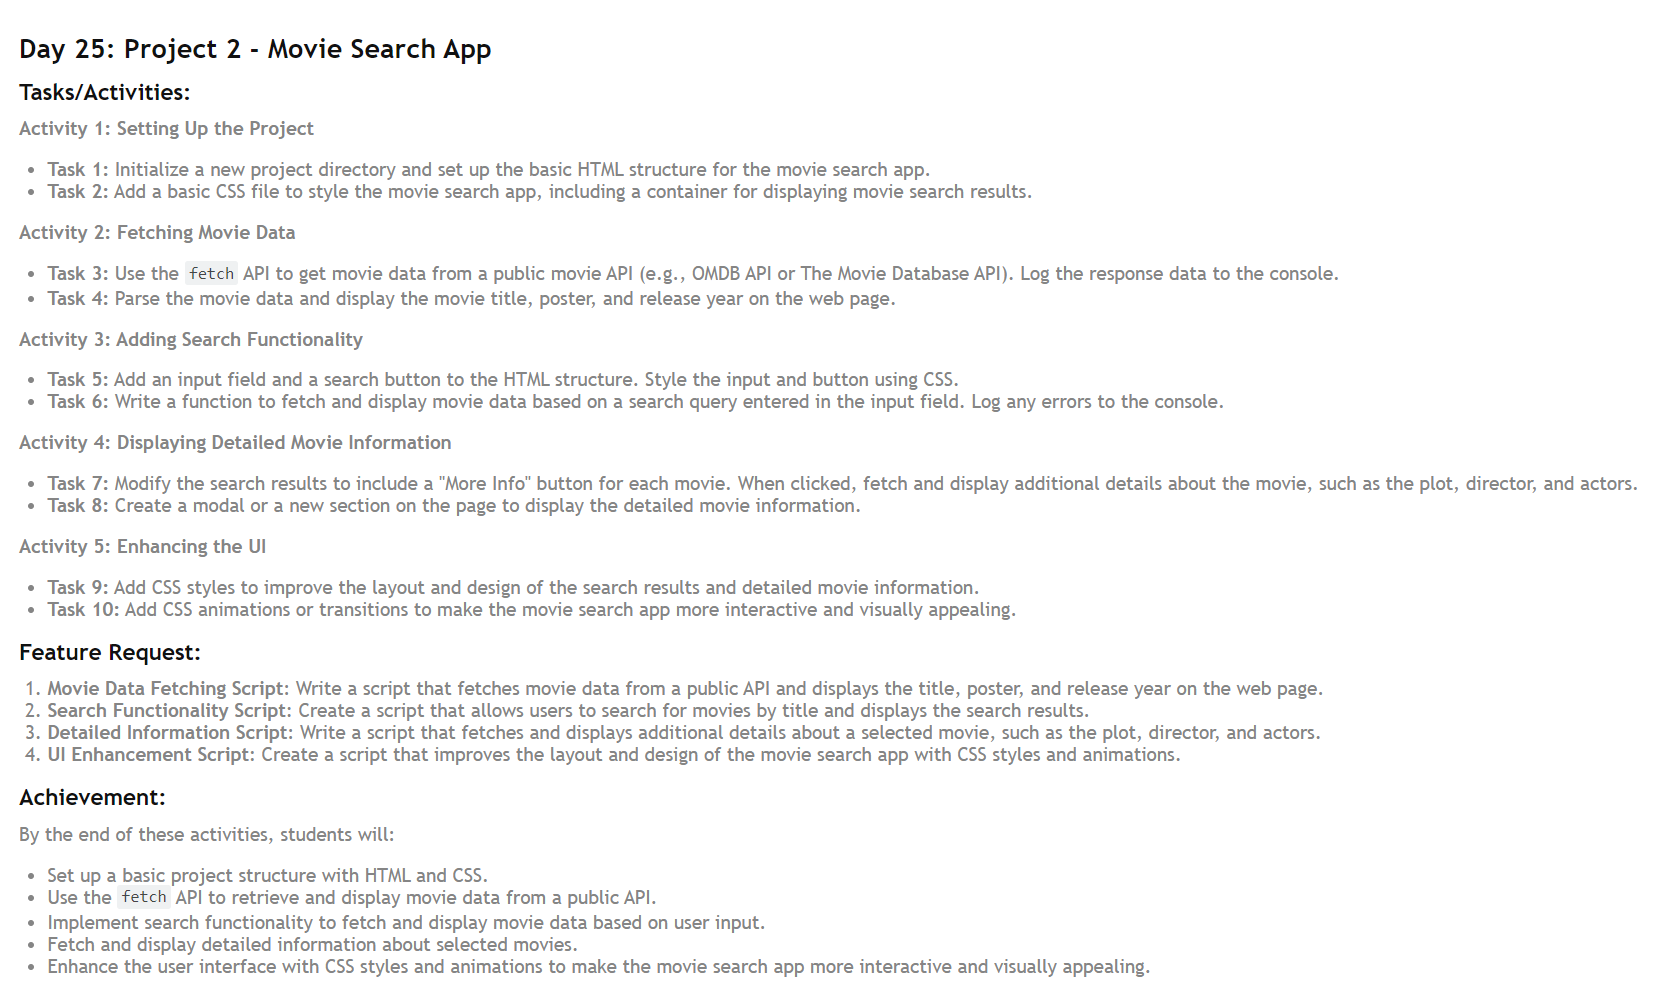 Day 25: Project 2 - Movie Search App
Tasks/Activities:
Activity 1: Setting Up the Project
• Task 1: Initialize a new project directory and set up the basic HTML structure for the movie search app.
• Task 2: Add a basic CSS file to style the movie search app, including a container for displaying movie search results.
Activity 2: Fetching Movie Data
• Task 3: Use the fetch API to get movie data from a public movie API (e.g., OMDB API or The Movie Database API). Log the response data to the console.
• Task 4: Parse the movie data and display the movie title, poster, and release year on the web page.
Activity 3: Adding Search Functionality
• Task 5: Add an input field and a search button to the HTML structure. Style the input and button using CSS.
• Task 6: Write a function to fetch and display movie data based on a search query entered in the input field. Log any errors to the console.
Activity 4: Displaying Detailed Movie Information
• Task 7: Modify the search results to include a "More Info" button for each movie. When clicked, fetch and display additional details about the movie, such as the plot, director, and actors.
• Task 8: Create a modal or a new section on the page to display the detailed movie information.
Activity 5: Enhancing the UI
• Task 9: Add CSS styles to improve the layout and design of the search results and detailed movie information.
• Task 10: Add CSS animations or transitions to make the movie search app more interactive and visually appealing.
Feature Request:
1. Movie Data Fetching Script: Write a script that fetches movie data from a public API and displays the title, poster, and release year on the web page.
2. Search Functionality Script: Create a script that allows users to search for movies by title and displays the search results.
3. Detailed Information Script: Write a script that fetches and displays additional details about a selected movie, such as the plot, director, and actors.
4. UI Enhancement Script: Create a script that improves the layout and design of the movie search app with CSS styles and animations.
Achievement:
By the end of these activities, students will:
• Set up a basic project structure with HTML and CSS.
• Use the fetch API to retrieve and display movie data from a public API.
• Implement search functionality to fetch and display movie data based on user input.
• Fetch and display detailed information about selected movies.
• Enhance the user interface with CSS styles and animations to make the movie search app more interactive and visually appealing.